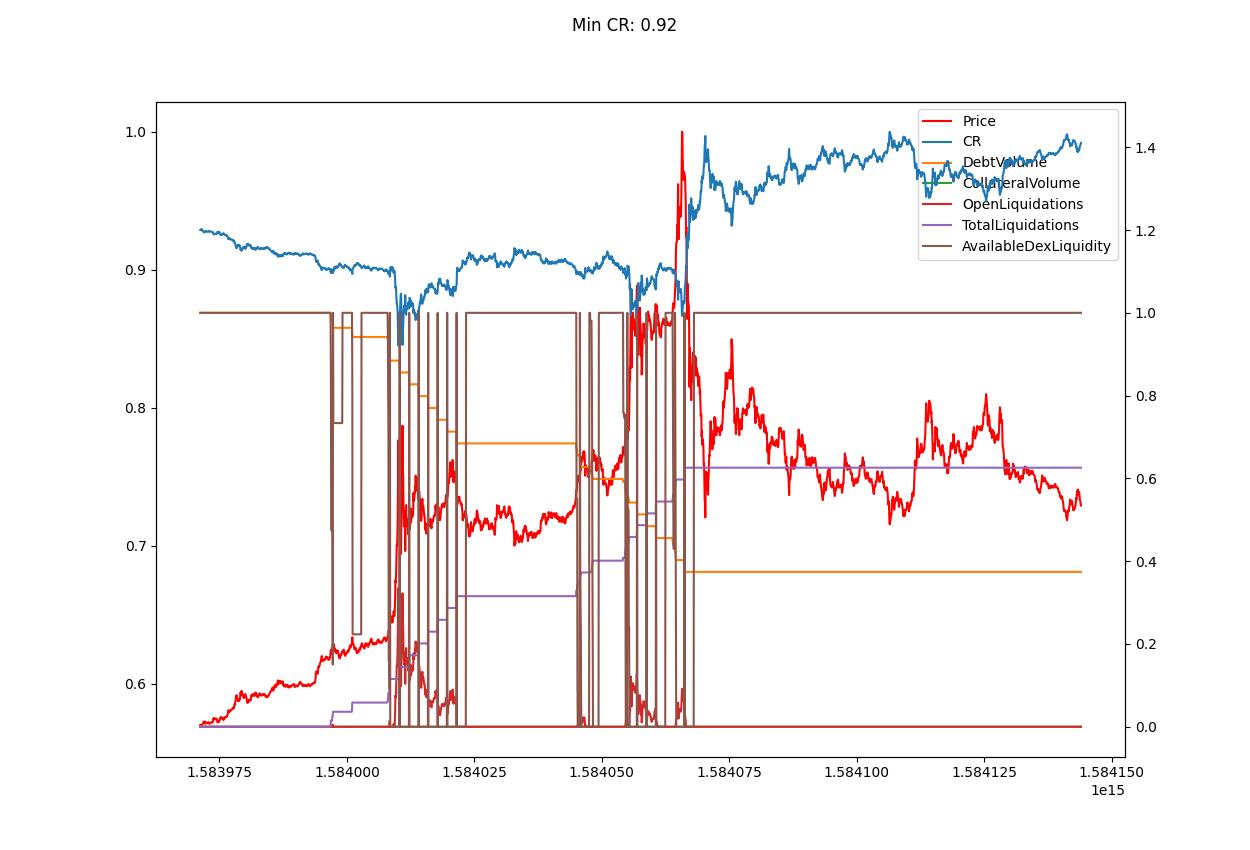 Min CR: 0.92
1.0
0.9
0.8
0.7
0.6
Price
CR
DebtVolume
CollateralVolume
OpenLiquidations
TotalLiquidations
AvailableDexLiquidity
1.4
1.2
1.0
0.8
0.6
0.4
0.2
0.0
1.583975 1.584000 1.584025 1.584050 1.584075 1.584100 1.584125 1.584150
1e15